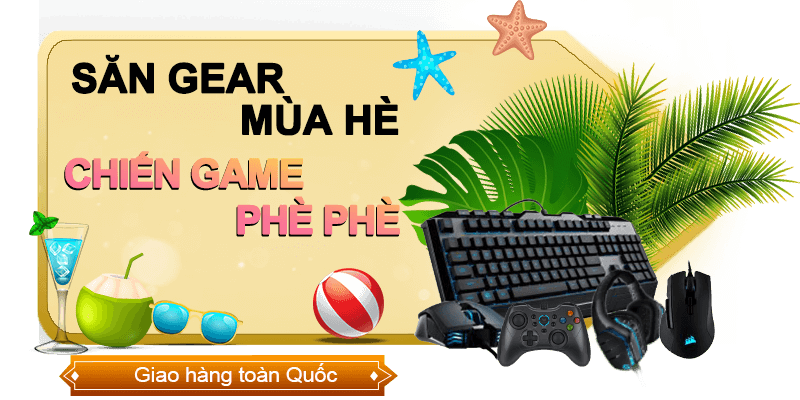 SĂN GEAR
MÙA HÈ
CHIẾN GAME
PHÈ PHÈ
Giao hàng toàn Quốc